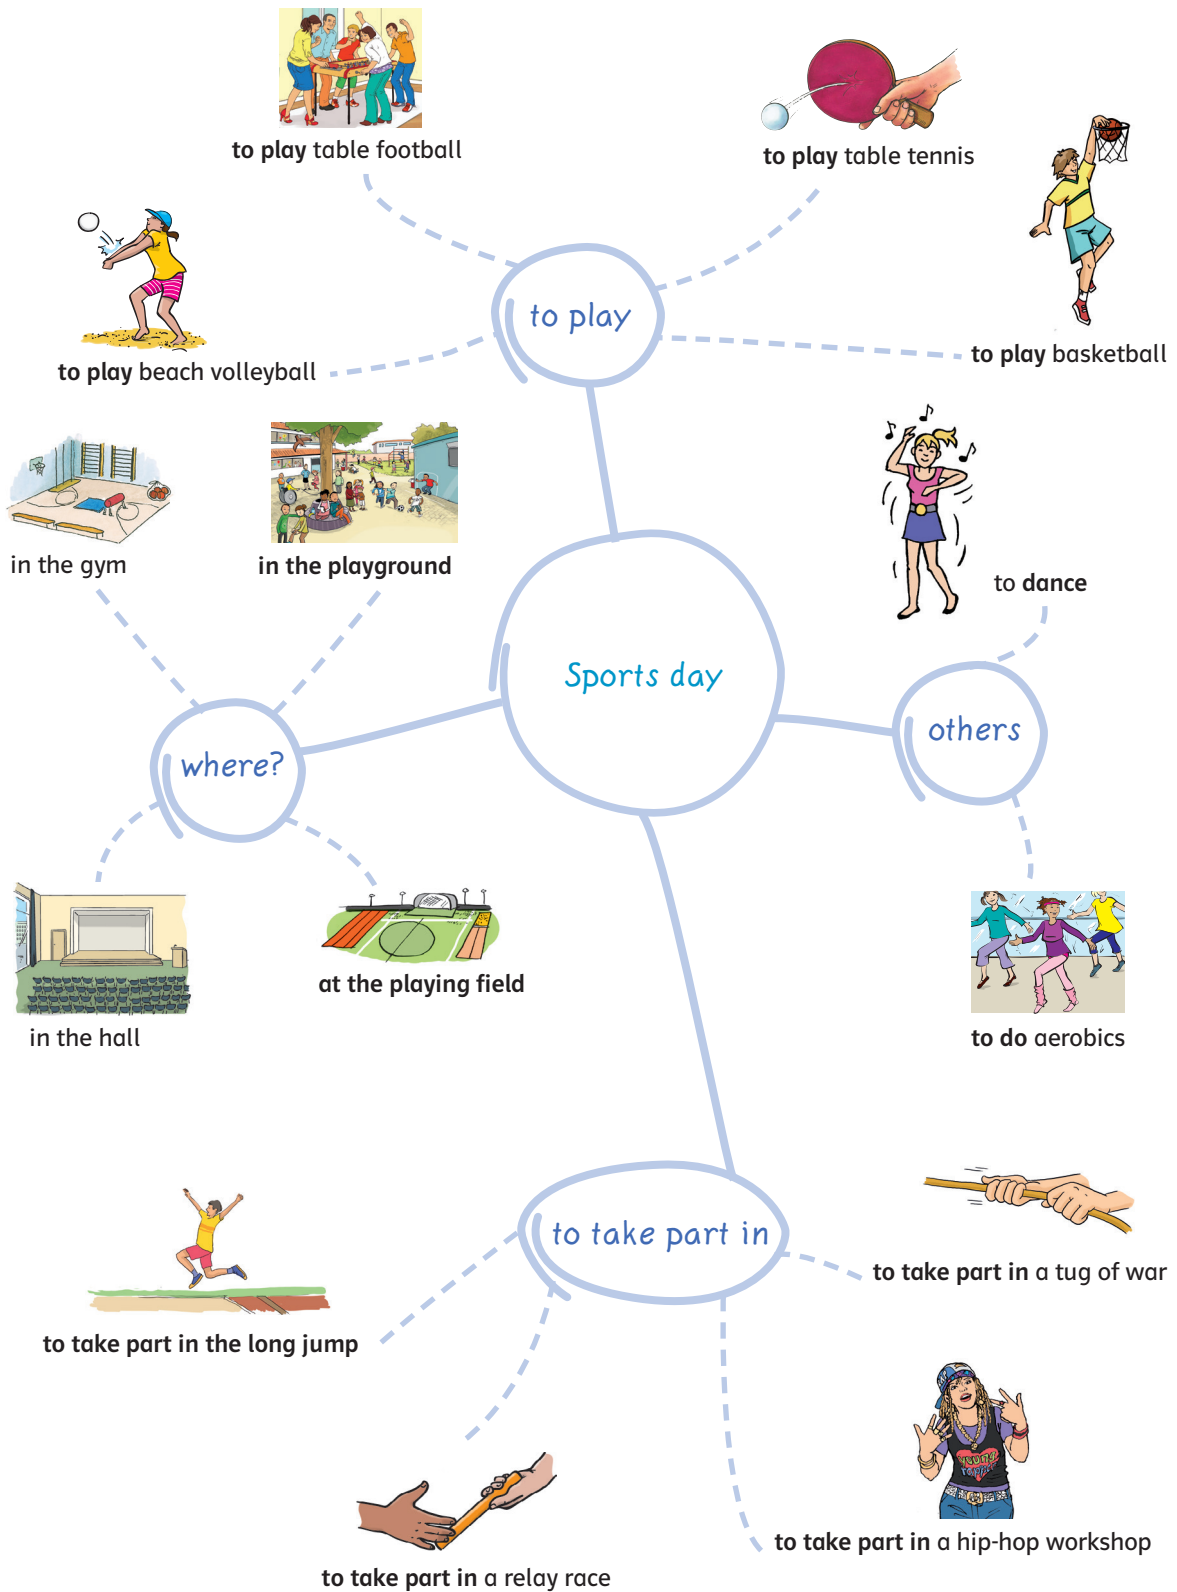 to play table football
to play table tennis
to play
to play basketball
to play beach volleyball
in the gym
in the playground
to dance
Sports day
others
where?
at the playing field
in the hall
to do aerobics
to take part in
to take part in a tug of war
to take part in the long jump
young
rapper
to take part in a hip-hop workshop
to take part in a relay race